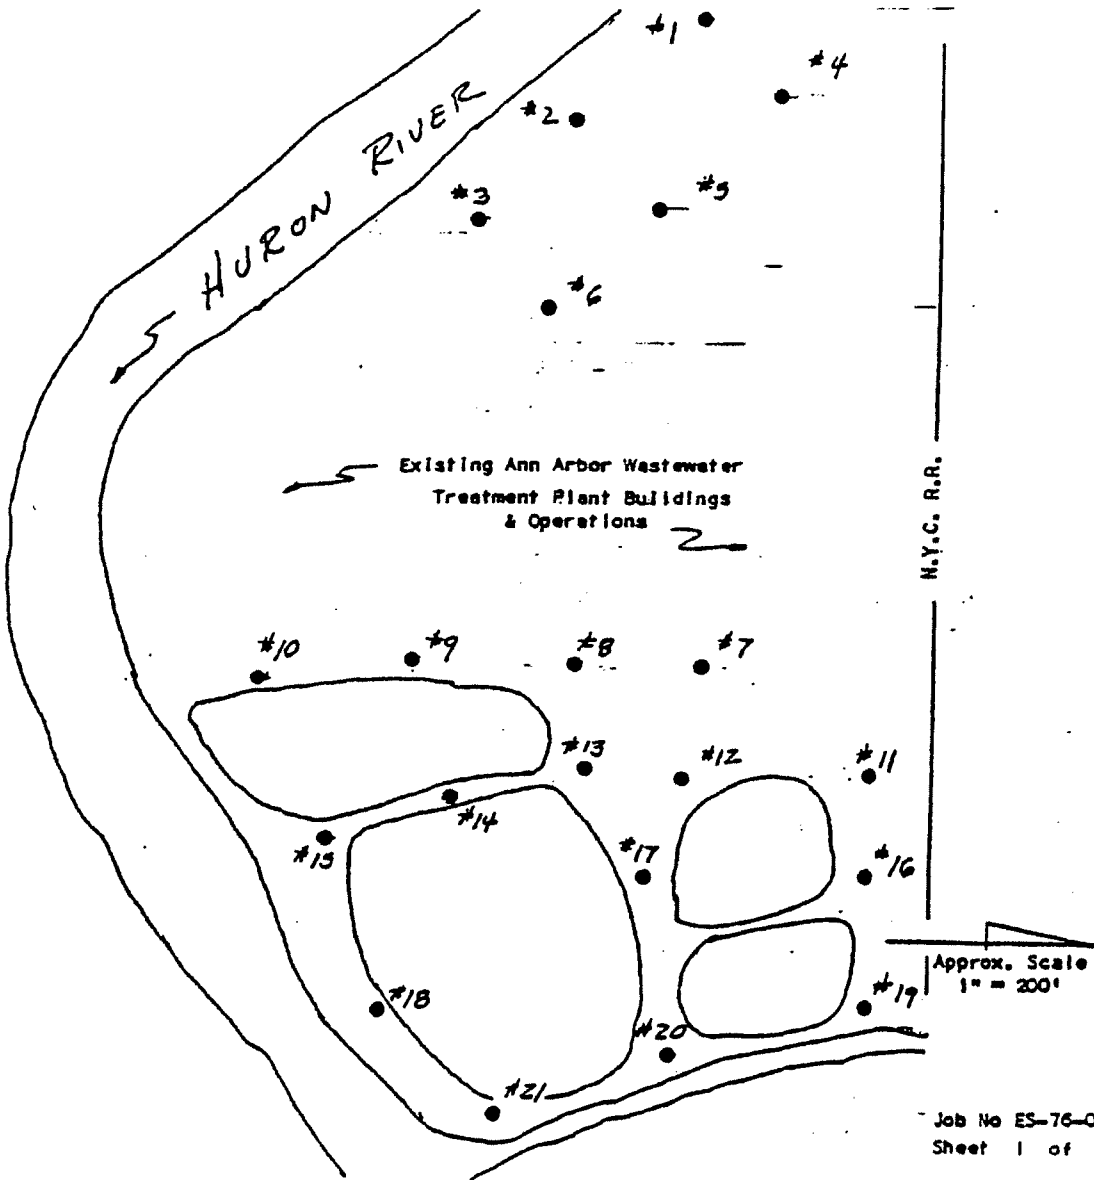 #1
#4
#2
HURON RIVER
#3
#5
#6
Existing Ann Arbor Wastewater
Treatment Plant Buildings
& Operations
N.Y.C. R.R.
#10
#9
#8
#7
#13
#12
#11
#14
#15
#17
#16
Approx. Scale
1" = 200'
#18
#19
#20
#21
Job No ES-76-0
Sheet 1 of